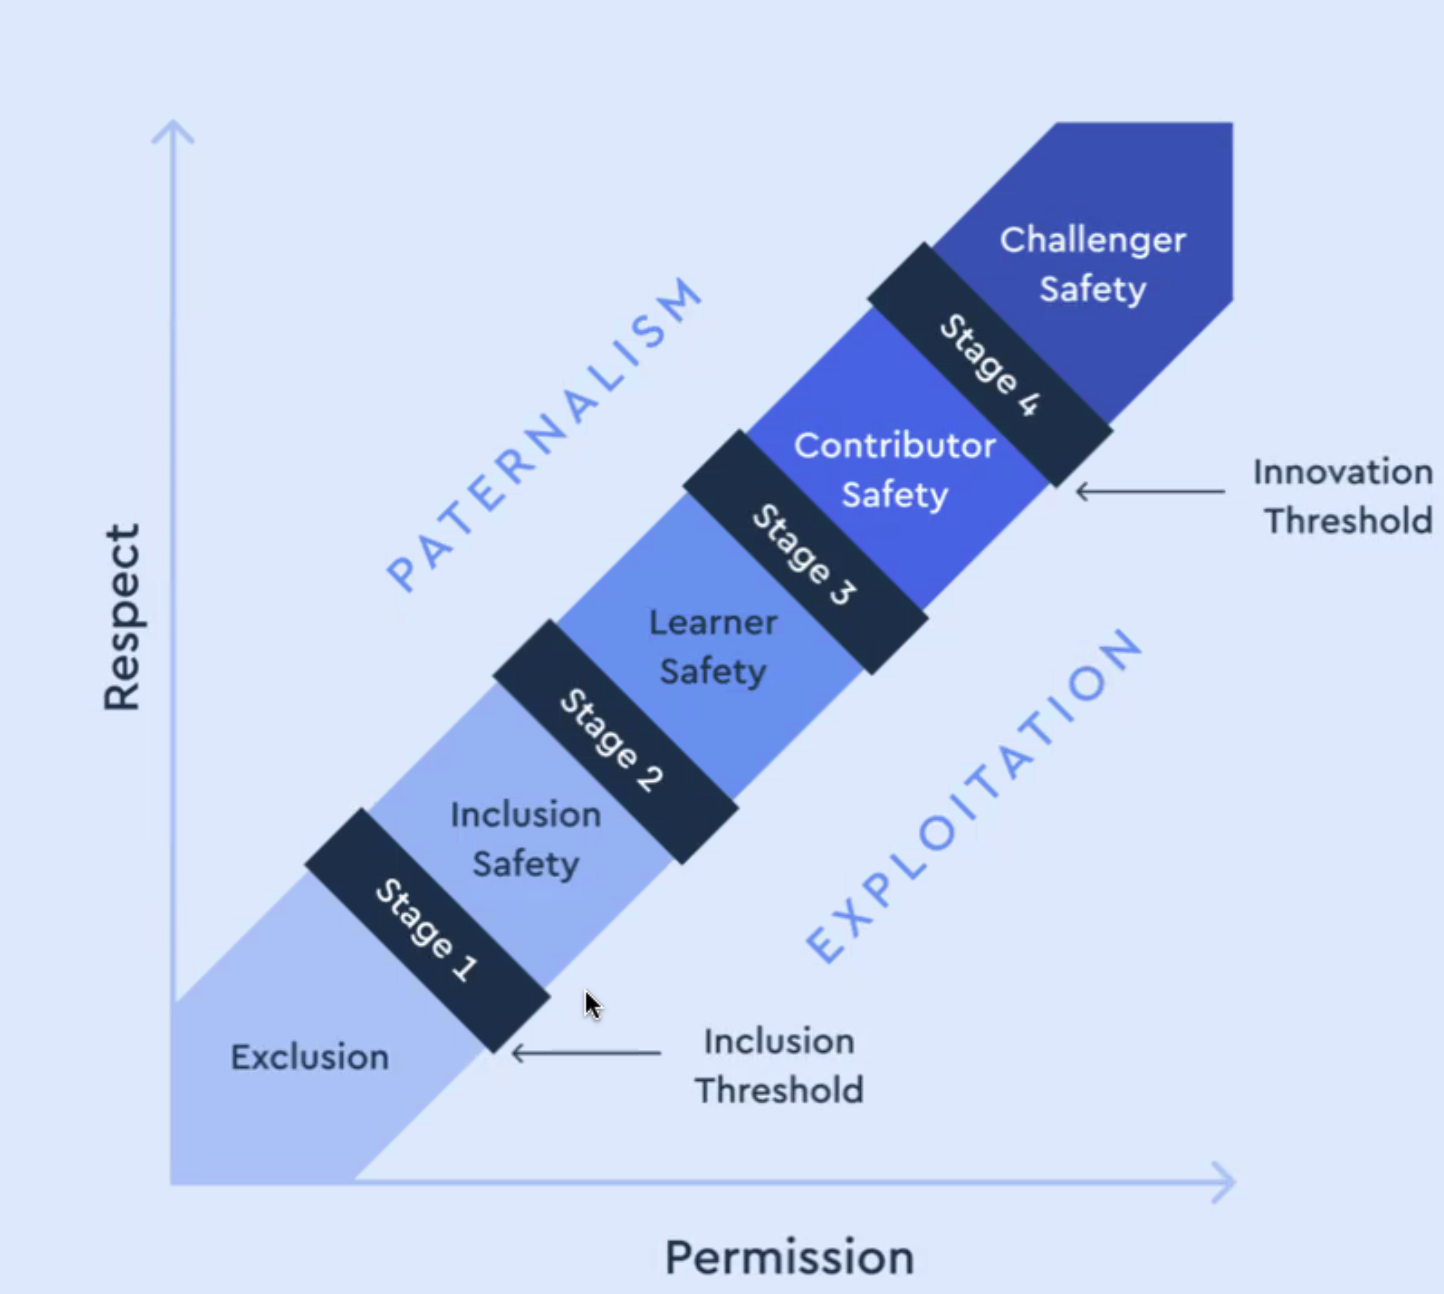 Challenger
Safety
Stage 4
PATERNALISM
Contributor
Safety
Innovation
Threshold
Stage 3
Respect
Learner
Safety
Stage 2
EXPLOITATION
Inclusion
Safety
Stage 1
Exclusion
Inclusion
Threshold
Permission